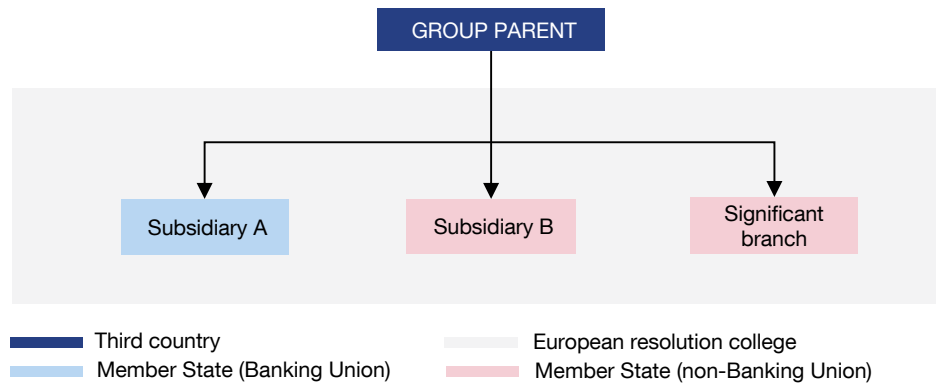 GROUP PARENT
Subsidiary A
Subsidiary B
Significant
branch
Third country
European resolution college
Member State (Banking Union)
Member State (non-Banking Union)